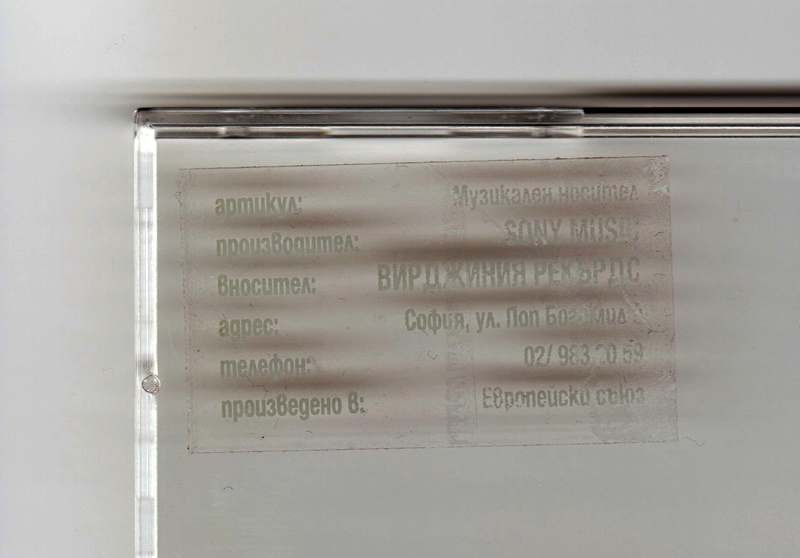 артикул: Музикален носител
производител: SONY MUSIC
вносител: ВИРДЖИНИЯ РЕКЪРДС
адрес: София, ул. Поп Богомил
телефон: 02/ 983
произведено в: Европейски съюз